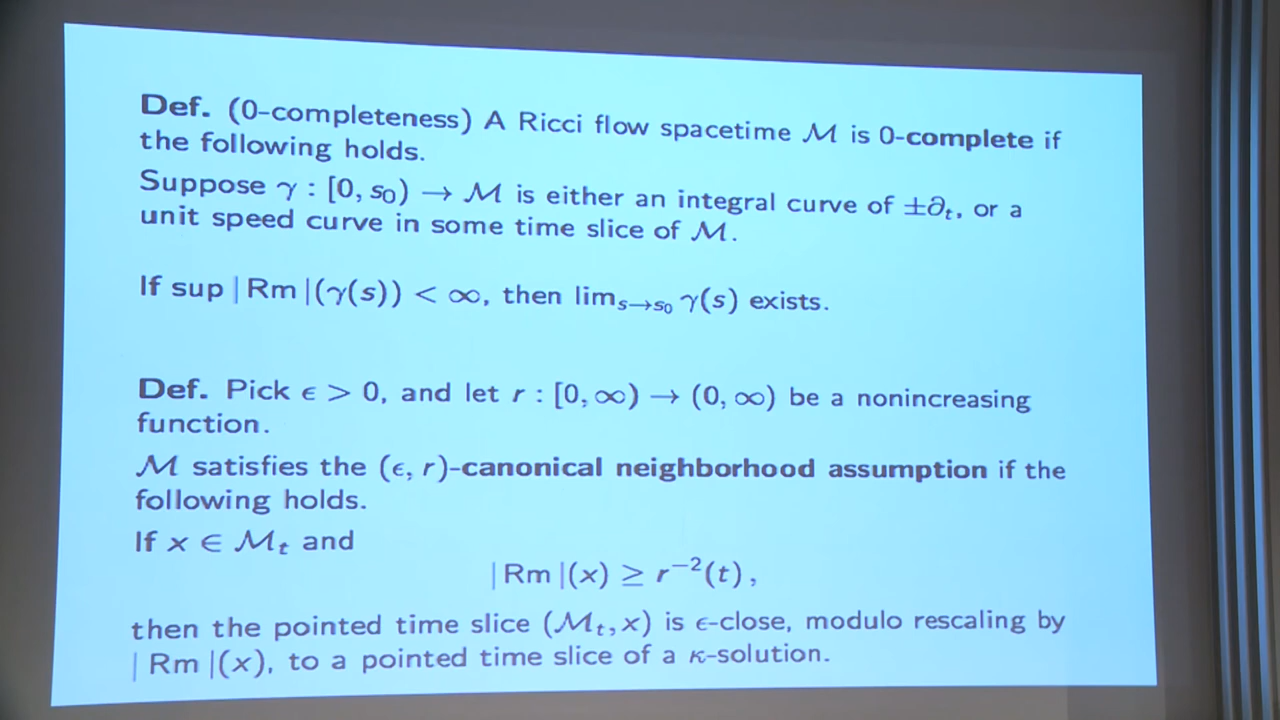 Def. (0-completeness) A Ricci flow spacetime ℳ is 0-complete if
the following holds.
Suppose γ : [0, s₀) → ℳ is either an integral curve of ±∂ₜ, or a
unit speed curve in some time slice of ℳ.
If sup | Rm |(γ(s)) < ∞, then limₛ→ₛ₀ γ(s) exists.
Def. Pick ϵ > 0, and let r : [0, ∞) → (0, ∞) be a nonincreasing
function.
ℳ satisfies the (ϵ, r)-canonical neighborhood assumption if the
following holds.
If x ∈ ℳₜ and
| Rm |(x) ≥ r⁻²(t),
then the pointed time slice (ℳₜ, x) is ϵ-close, modulo rescaling by
| Rm |(x), to a pointed time slice of a κ-solution.